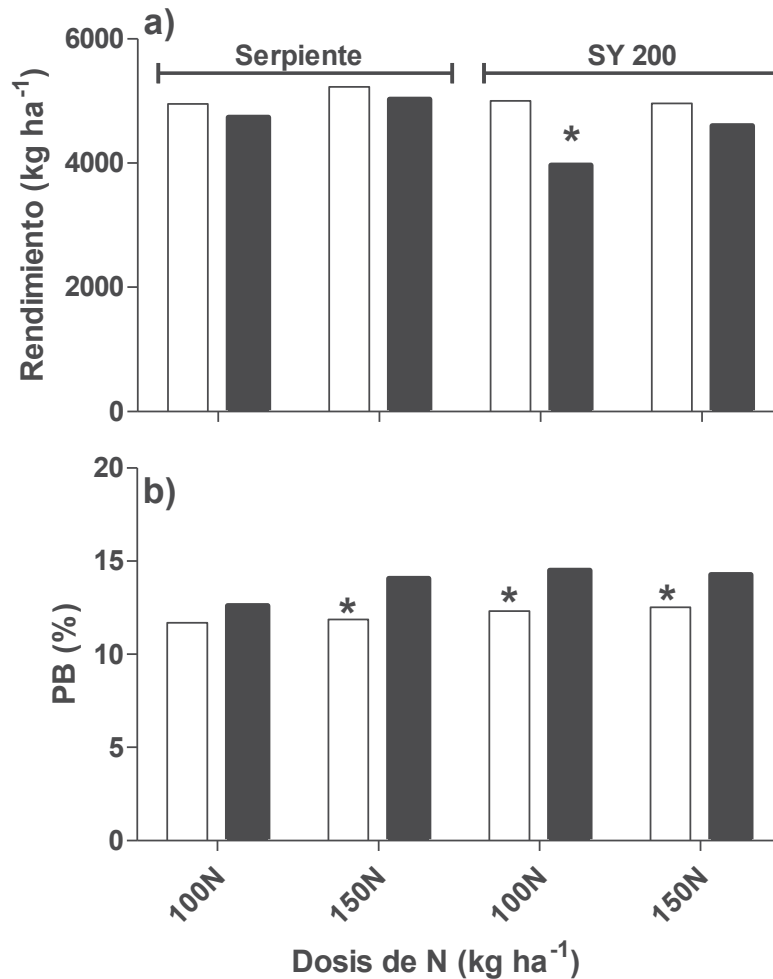 a)
Serpiente SY 200
6000
4000
2000
0
Rendimiento (kg ha⁻¹)
*
b)
20
15
10
5
0
PB (%)
* * *
100N 150N 100N 150N
Dosis de N (kg ha⁻¹)